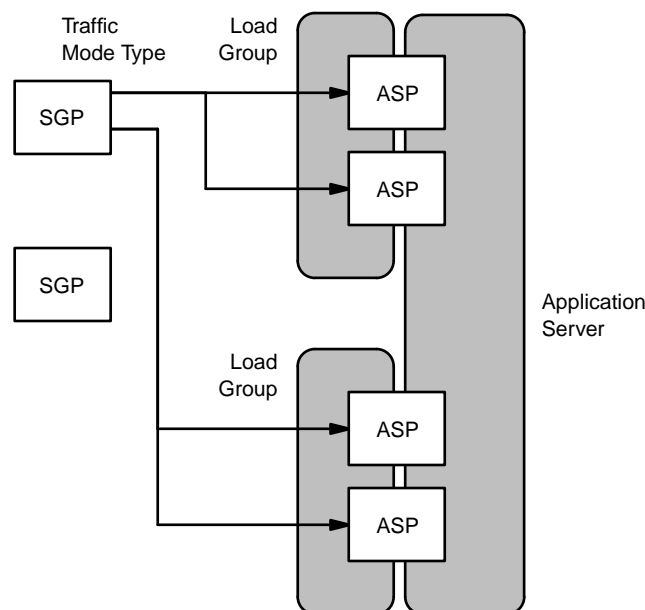 Traffic
Mode Type
Load
Group
SGP
ASP
ASP
SGP
Application
Server
Load
Group
ASP
ASP